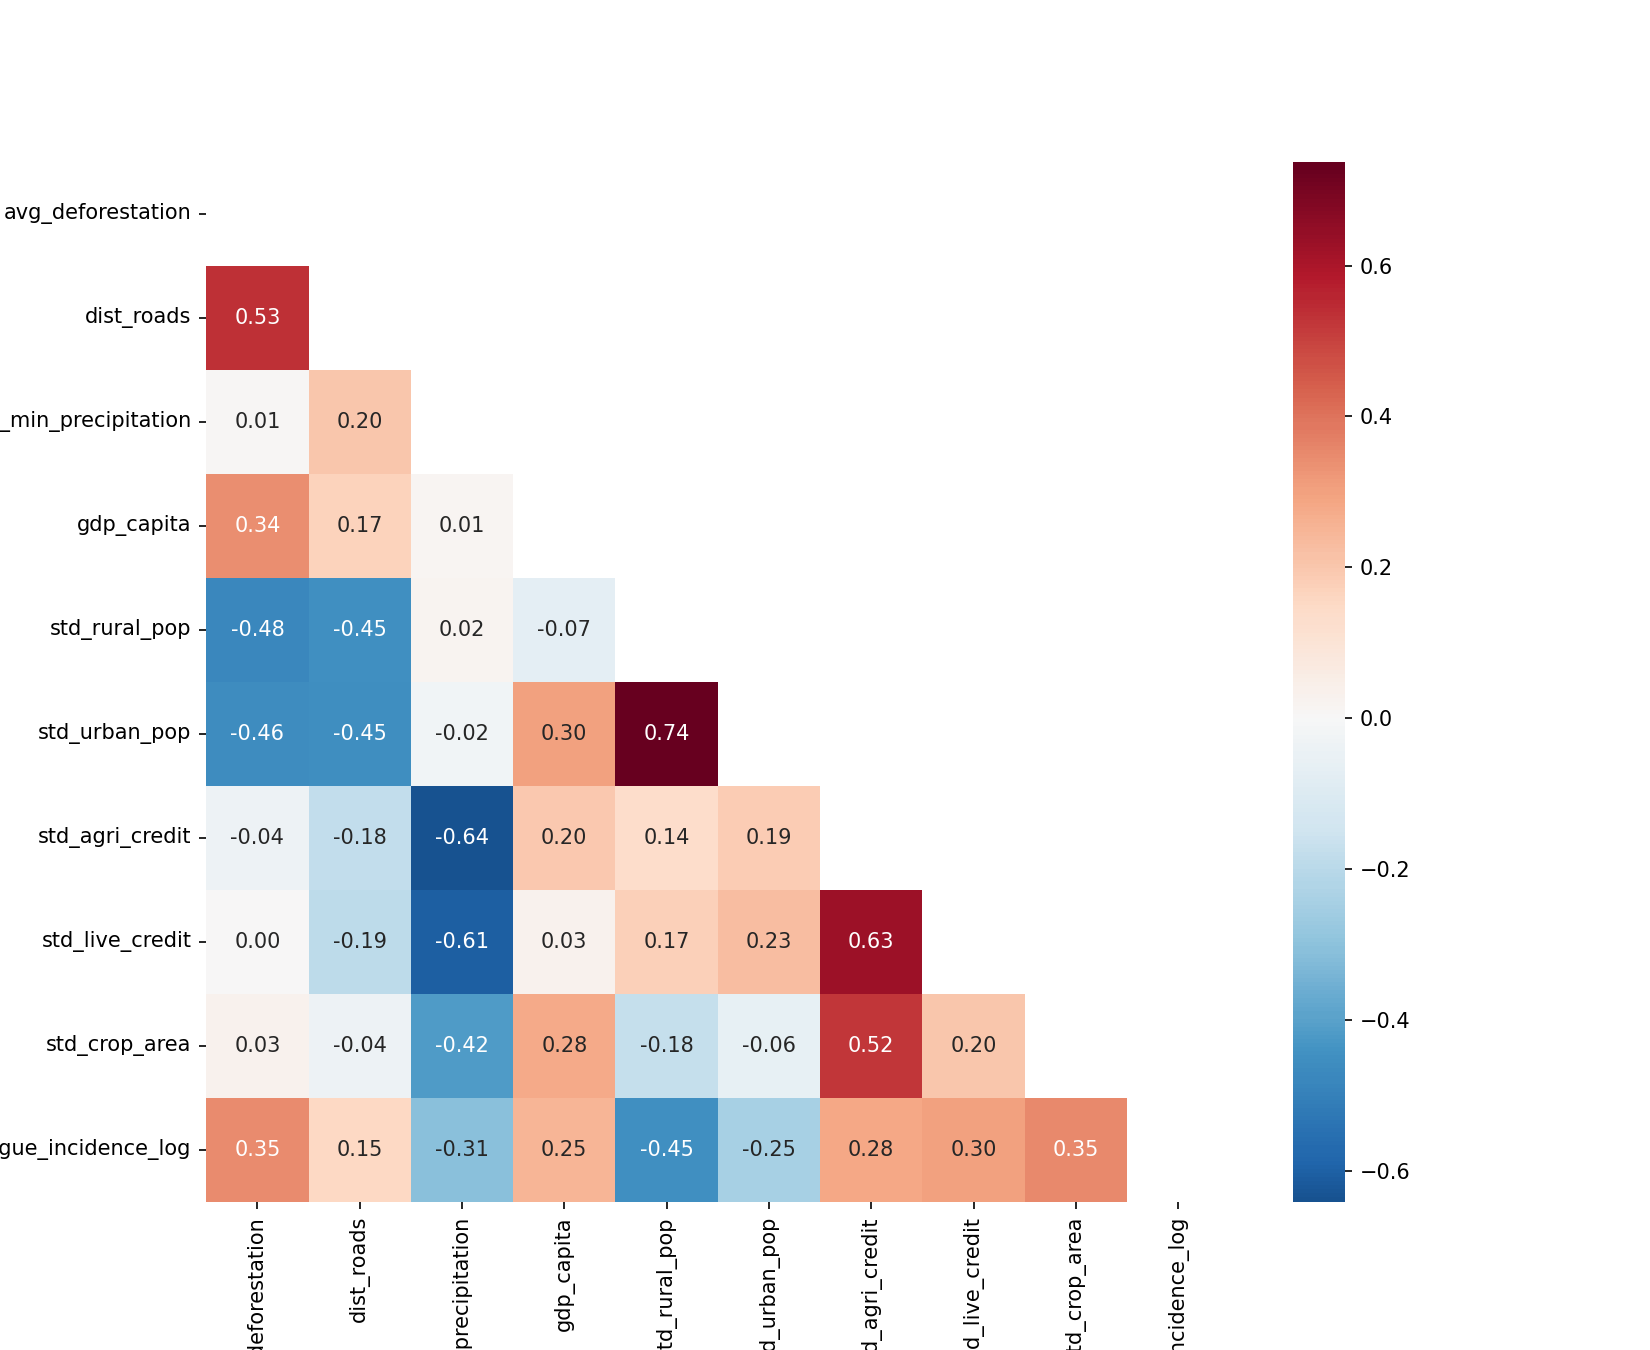 avg_deforestation
dist_roads 0.53
_min_precipitation 0.01 0.20
gdp_capita 0.34 0.17 0.01
std_rural_pop -0.48 -0.45 0.02 -0.07
std_urban_pop -0.46 -0.45 -0.02 0.30 0.74
std_agri_credit -0.04 -0.18 -0.64 0.20 0.14 0.19
std_live_credit 0.00 -0.19 -0.61 0.03 0.17 0.23 0.63
std_crop_area 0.03 -0.04 -0.42 0.28 -0.18 -0.06 0.52 0.20
gue_incidence_log 0.35 0.15 -0.31 0.25 -0.45 -0.25 0.28 0.30 0.35
deforestation
dist_roads
precipitation
gdp_capita
td_rural_pop
d_urban_pop
d_agri_credit
d_live_credit
td_crop_area
ncidence_log
0.6
0.4
0.2
0.0
−0.2
−0.4
−0.6